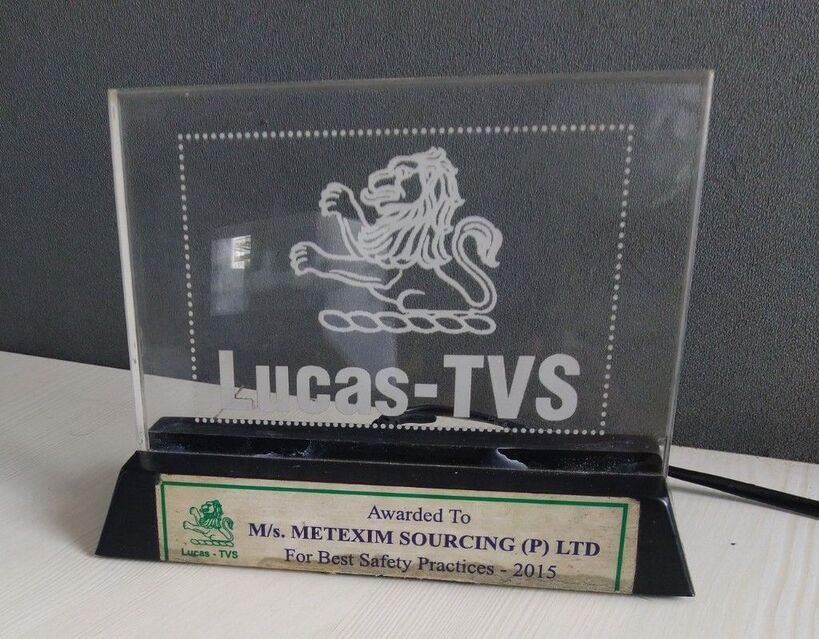 Lucas-TVS
Awarded To
M/s. METEXIM SOURCING (P) LTD
For Best Safety Practices - 2015
Lucas - TVS